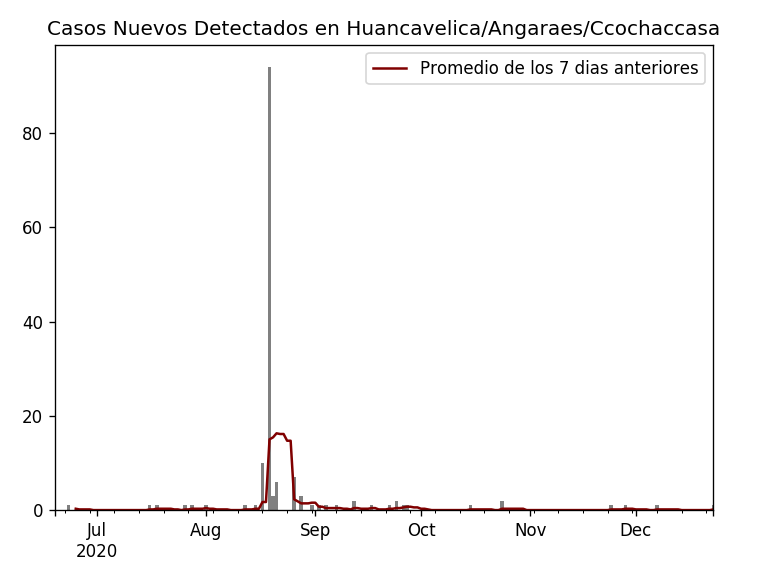 Casos Nuevos Detectados en Huancavelica/Angaraes/Ccochaccasa
Promedio de los 7 dias anteriores
80
60
40
20
0
Jul Aug Sep Oct Nov Dec
2020